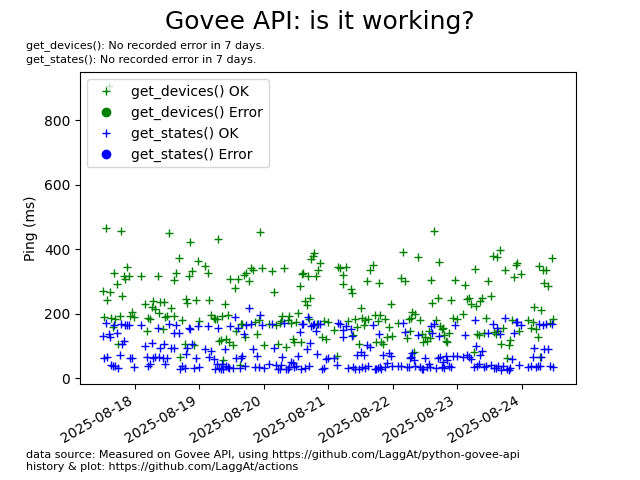 Govee API: is it working?
get_devices(): No recorded error in 7 days.
get_states(): No recorded error in 7 days.
get_devices() OK
get_devices() Error
get_states() OK
get_states() Error
Ping (ms)
800
600
400
200
0
2025-08-18
2025-08-19
2025-08-20
2025-08-21
2025-08-22
2025-08-23
2025-08-24
data source: Measured on Govee API, using https://github.com/LaggAt/python-govee-api
history & plot: https://github.com/LaggAt/actions